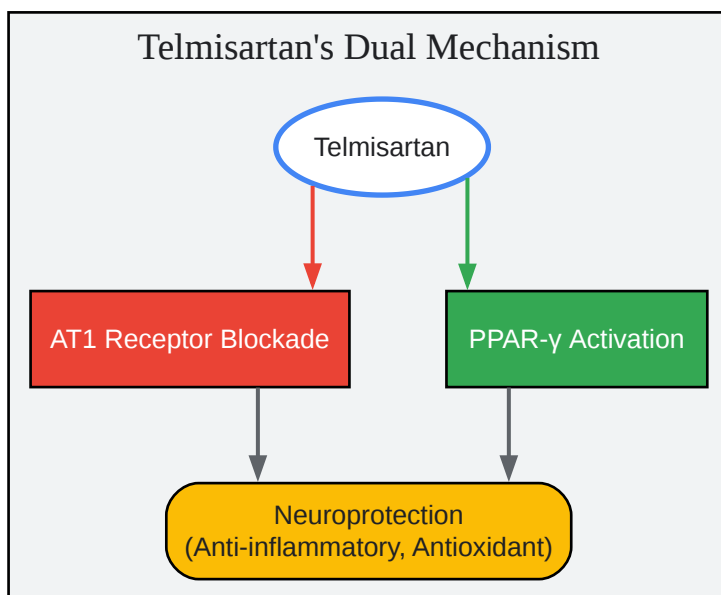 Telmisartan's Dual Mechanism
Telmisartan
AT1 Receptor Blockade
PPAR-γ Activation
Neuroprotection
(Anti-inflammatory, Antioxidant)